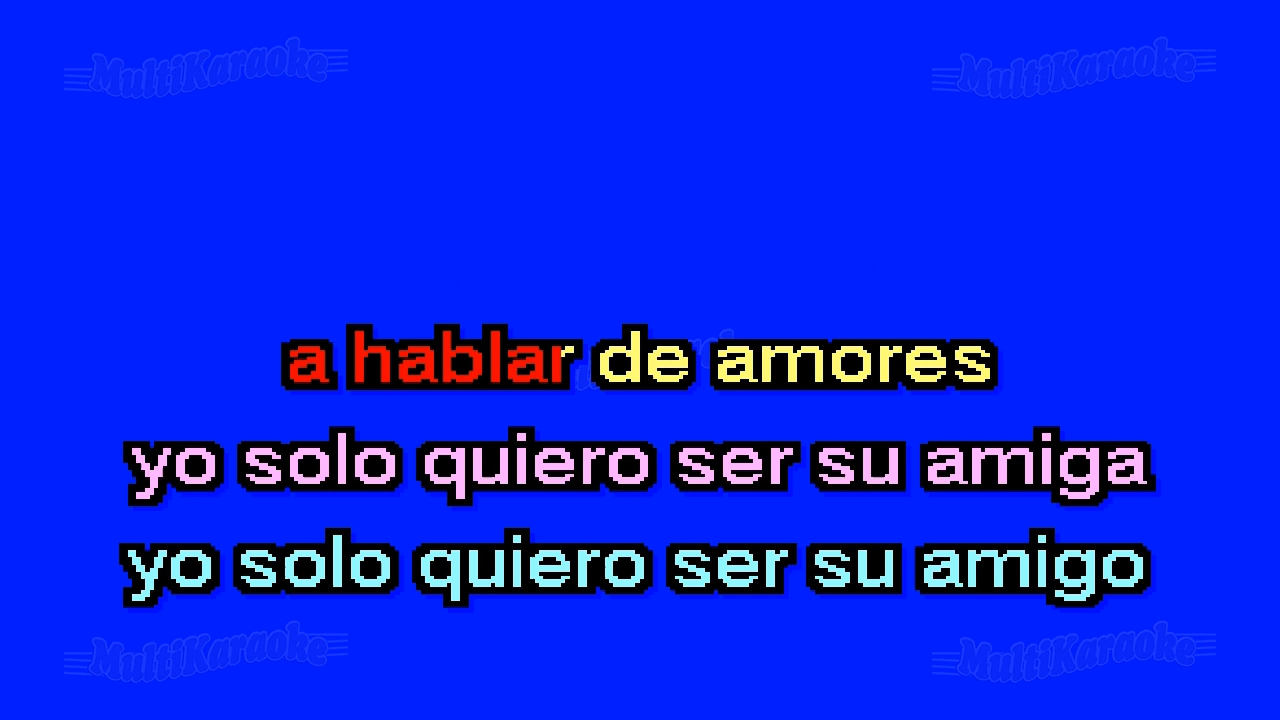 MultiKaraoke MultiKaraoke
a hablar de amores
yo solo quiero ser su amiga
yo solo quiero ser su amigo
MultiKaraoke MultiKaraoke